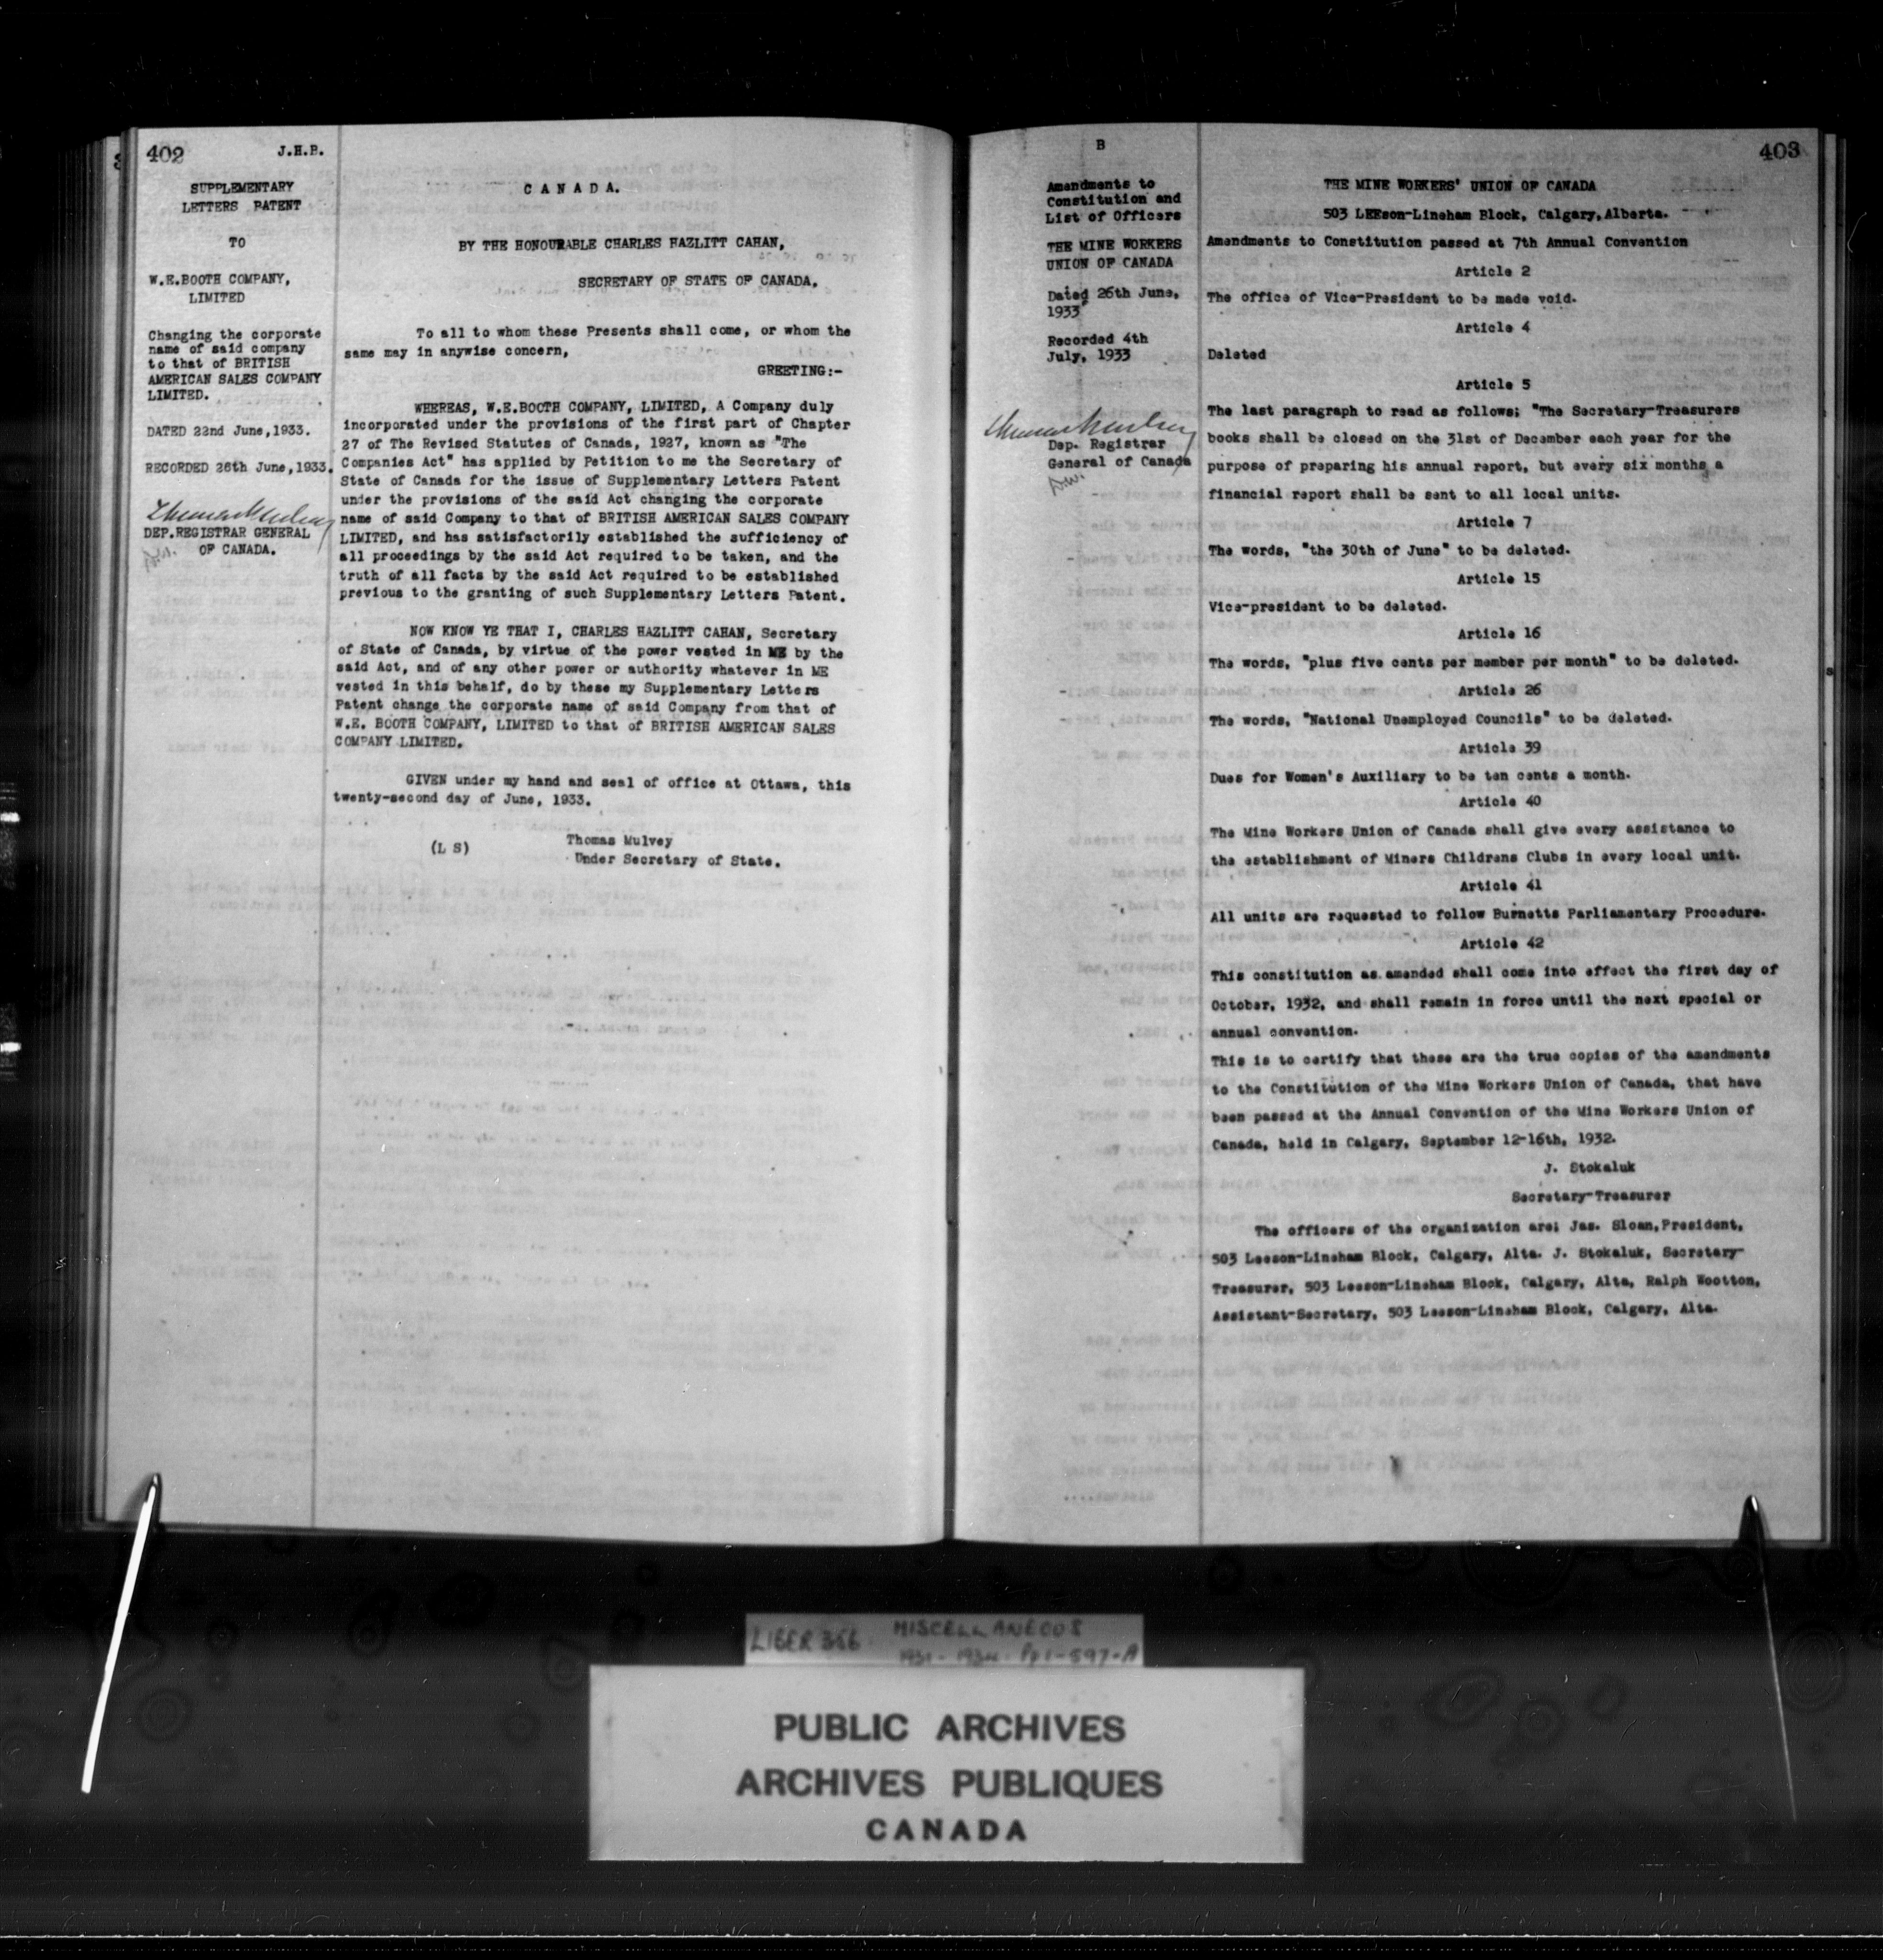 402
J.H.B.
SUPPLEMENTARY
LETTERS PATENT
TO
W.E.BOOTH COMPANY,
LIMITED
Changing the corporate
name of said company
to that of BRITISH
AMERICAN SALES COMPANY
LIMITED.
DATED 22nd June,1933.
RECORDED 26th June,1933.
Thomas Mulvey
DEP.REGISTRAR GENERAL
OF CANADA.
C A N A D A.
BY THE HONOURABLE CHARLES HAZLITT CAHAN,
SECRETARY OF STATE OF CANADA.
To all to whom these Presents shall come, or whom the
same may in anywise concern,
GREETING:-
WHEREAS, W.E.BOOTH COMPANY, LIMITED, A Company duly
incorporated under the provisions of the first part of Chapter
27 of The Revised Statutes of Canada, 1927, known as "The
Companies Act" has applied by Petition to me the Secretary of
State of Canada for the issue of Supplementary Letters Patent
under the provisions of the said Act changing the corporate
name of said Company to that of BRITISH AMERICAN SALES COMPANY
LIMITED, and has satisfactorily established the sufficiency of
all proceedings by the said Act required to be taken, and the
truth of all facts by the said Act required to be established
previous to the granting of such Supplementary Letters Patent.
NOW KNOW YE THAT I, CHARLES HAZLITT CAHAN, Secretary
of State of Canada, by virtue of the power vested in ME by the
said Act, and of any other power or authority whatever in ME
vested in this behalf, do by these my Supplementary Letters
Patent change the corporate name of said Company from that of
W.E. BOOTH COMPANY, LIMITED to that of BRITISH AMERICAN SALES
COMPANY LIMITED.
GIVEN under my hand and seal of office at Ottawa, this
twenty-second day of June, 1933.
(L S)
Thomas Mulvey
Under Secretary of State.
B
403
Amendments to
Constitution and
List of Officers
THE MINE WORKERS
UNION OF CANADA
Dated 26th June,
1933
Recorded 4th
July, 1933
Thomas Mulvey
Dep. Registrar
General of Canada
THE MINE WORKERS' UNION OF CANADA
503 LEEson-Lineham Block, Calgary,Alberta.
Amendments to Constitution passed at 7th Annual Convention
Article 2
The office of Vice-President to be made void.
Article 4
Deleted
Article 5
The last paragraph to read as follows; "The Secretary-Treasurers
books shall be closed on the 31st of December each year for the
purpose of preparing his annual report, but every six months a
financial report shall be sent to all local units.
Article 7
The words, "the 30th of June" to be deleted.
Article 15
Vice-president to be deleted.
Article 16
The words, "plus five cents per member per month" to be deleted.
Article 26
The words, "National Unemployed Councils" to be deleted.
Article 39
Dues for Women's Auxiliary to be ten cents a month.
Article 40
The Mine Workers Union of Canada shall give every assistance to
the establishment of Miners Childrens Clubs in every local unit.
Article 41
All units are requested to follow Burnetts Parliamentary Procedure.
Article 42
This constitution as amended shall come into effect the first day of
October, 1932, and shall remain in force until the next special or
annual convention.
This is to certify that these are the true copies of the amendments
to the Constitution of the Mine Workers Union of Canada, that have
been passed at the Annual Convention of the Mine Workers Union of
Canada, held in Calgary, September 12-16th, 1932.
J. Stokaluk
Secretary-Treasurer
The officers of the organization are; Jas. Sloan,President,
503 Leeson-Lineham Block, Calgary, Alta. J. Stokaluk, Secretary-
Treasurer, 503 Leeson-Lineham Block, Calgary, Alta, Ralph Wootton,
Assistant-Secretary, 503 Leeson-Lineham Block, Calgary, Alta.
LIBER 366 MISCELLANEOUS
1931-1934 Pp 1-597-A
PUBLIC ARCHIVES
ARCHIVES PUBLIQUES
CANADA